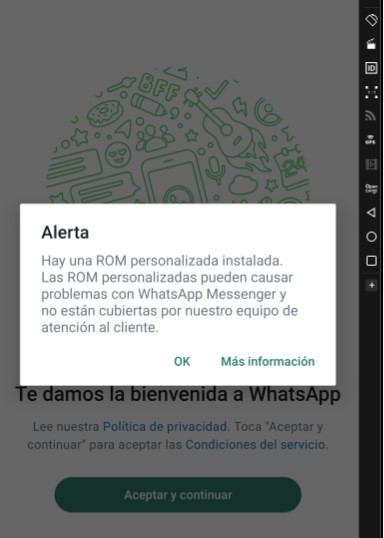 BFF
24
Alerta
Hay una ROM personalizada instalada.
Las ROM personalizadas pueden causar
problemas con WhatsApp Messenger y
no están cubiertas por nuestro equipo de
atención al cliente.
OK Más información
Te damos la bienvenida a WhatsApp
Lee nuestra Política de privacidad. Toca "Aceptar y
continuar" para aceptar las Condiciones del servicio.
Aceptar y continuar
ID
GPS